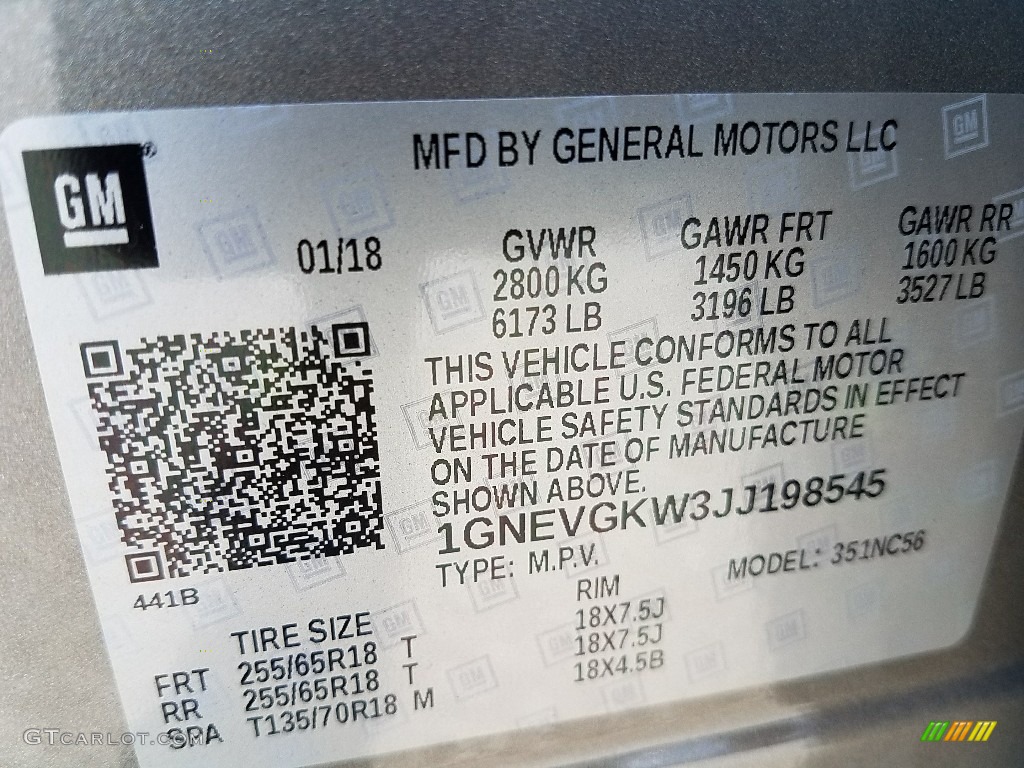 GM
MFD BY GENERAL MOTORS LLC
01/18
GVWR
2800 KG
6173 LB
GAWR FRT
1450 KG
3196 LB
GAWR RR
1600 KG
3527 LB
THIS VEHICLE CONFORMS TO ALL
APPLICABLE U.S. FEDERAL MOTOR
VEHICLE SAFETY STANDARDS IN EFFECT
ON THE DATE OF MANUFACTURE
SHOWN ABOVE.
1GNEVGKW3JJ198545
TYPE: M.P.V.
MODEL: 351NC56
441B
TIRE SIZE RIM
FRT 255/65R18 T 18X7.5J
RR 255/65R18 T 18X7.5J
SPA T135/70R18 M 18X4.5B
GTCARLOT.COM